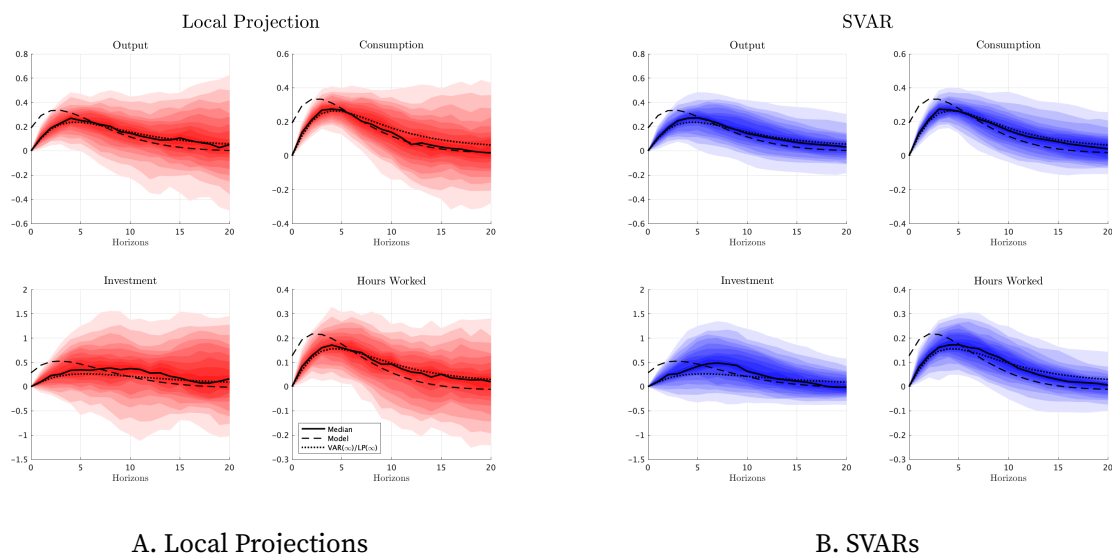 Local Projection
Output
0.8
0.6
0.4
0.2
0
0.2
0.4
−0.6
0 5 10 15 20
Horizons
Consumption
0.8
0.6
0.4
0.2
0
0.2
−0.4
0 5 10 15 20
Horizons
Investment
2
1.5
1
0.5
0
0.5
−1
−1.5
0 5 10 15 20
Horizons
Hours Worked
0.4
0.3
0.2
0.1
0
0.1
0.2
−0.3
0 5 10 15 20
Horizons
Median
Model
VAR(∞)/LP(∞)
A. Local Projections
SVAR
Output
0.8
0.6
0.4
0.2
0
0.2
0.4
−0.6
0 5 10 15 20
Horizons
Consumption
0.8
0.6
0.4
0.2
0
0.2
−0.4
0 5 10 15 20
Horizons
Investment
2
1.5
1
0.5
0
0.5
−1
−1.5
0 5 10 15 20
Horizons
Hours Worked
0.4
0.3
0.2
0.1
0
0.1
0.2
−0.3
0 5 10 15 20
Horizons
B. SVARs